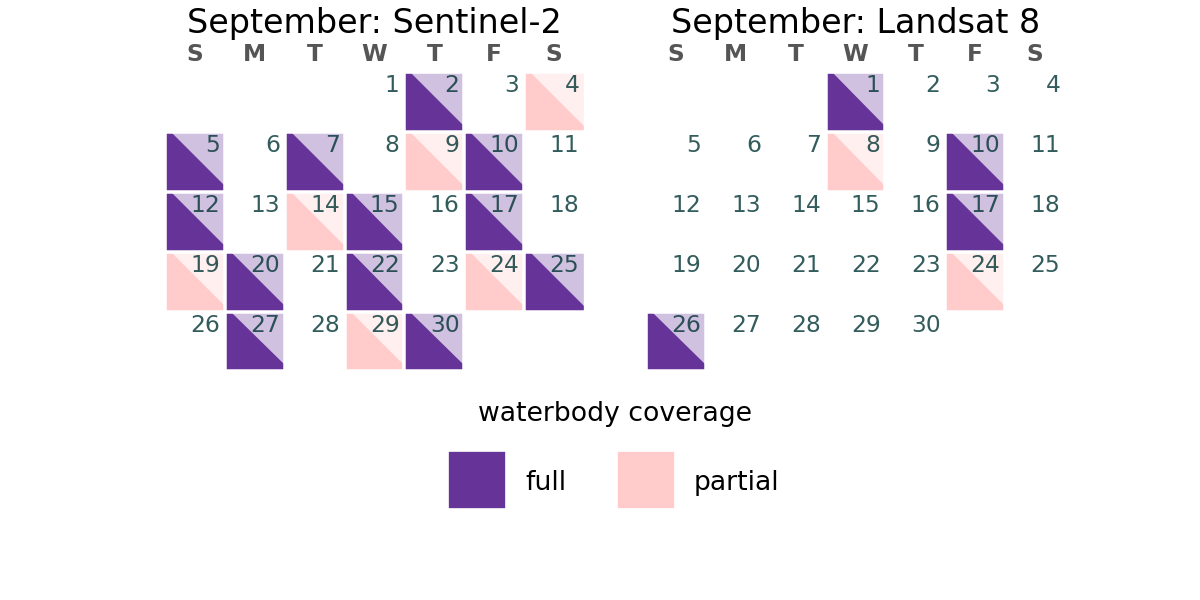 September: Sentinel-2
S M T W T F S
1 2 3 4
5 6 7 8 9 10 11
12 13 14 15 16 17 18
19 20 21 22 23 24 25
26 27 28 29 30
September: Landsat 8
S M T W T F S
1 2 3 4
5 6 7 8 9 10 11
12 13 14 15 16 17 18
19 20 21 22 23 24 25
26 27 28 29 30
waterbody coverage
full partial